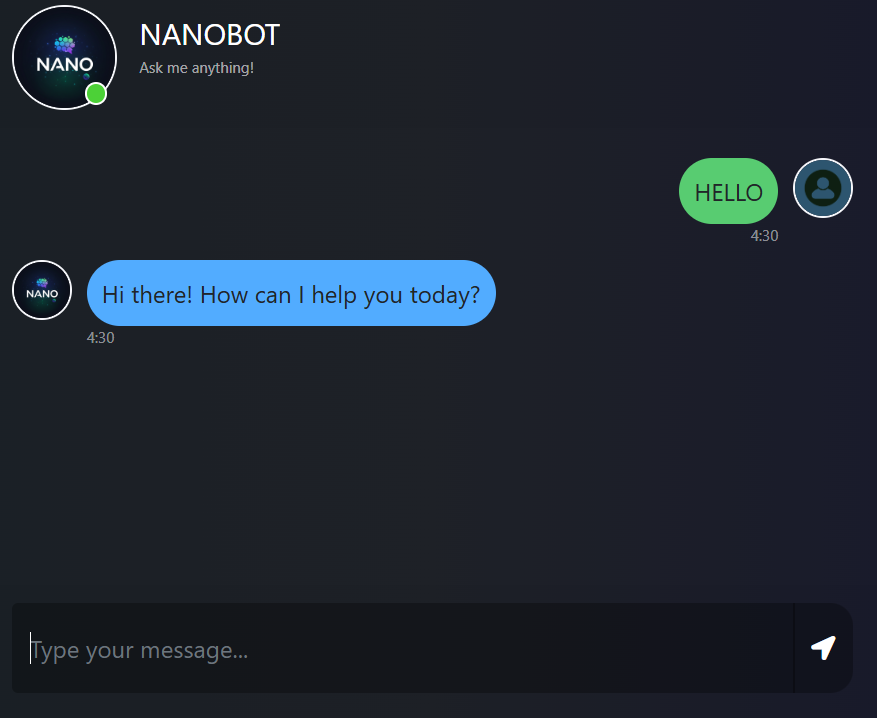 NANO
NANOBOT
Ask me anything!
HELLO
4:30
NANO
Hi there! How can I help you today?
4:30
Type your message...